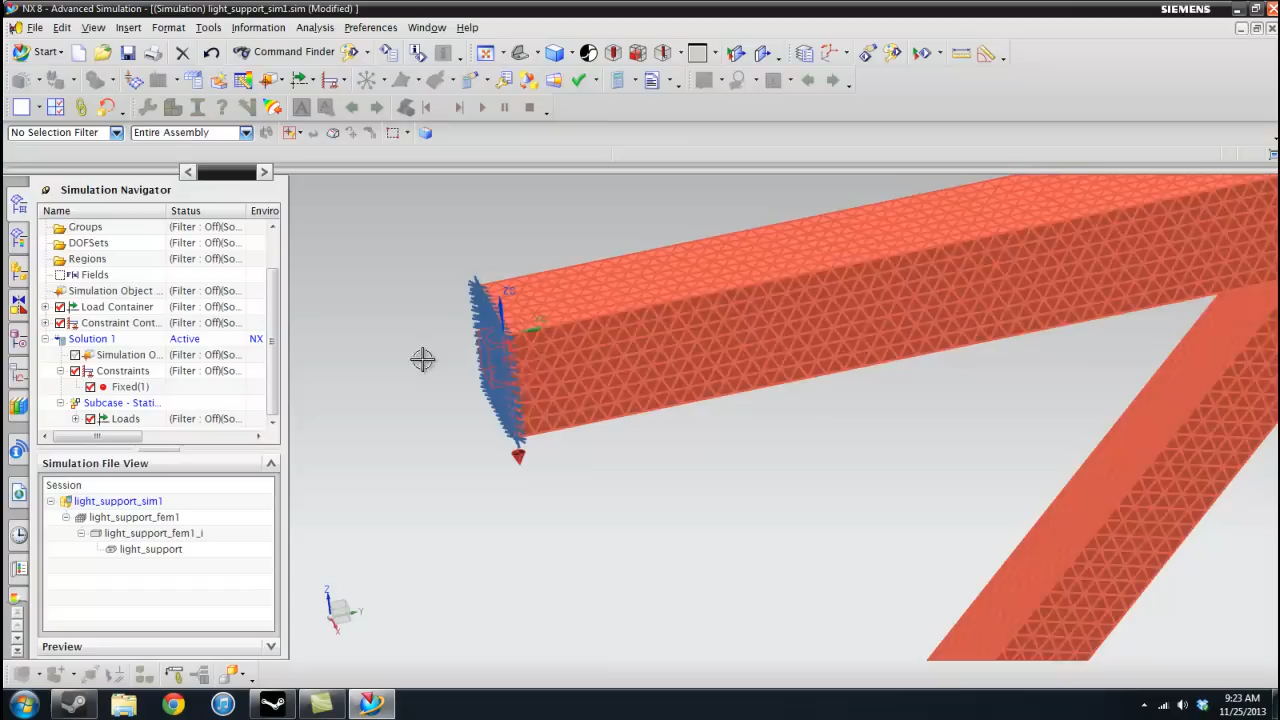 NX 8 - Advanced Simulation - [(Simulation) light_support_sim1.sim (Modified) ]
SIEMENS
File Edit View Insert Format Tools Information Analysis Preferences Window Help
Start Command Finder
No Selection Filter Entire Assembly
Simulation Navigator
Name Status Enviro
Groups (Filter : Off)(So...
DOFSets (Filter : Off)(So...
Regions (Filter : Off)(So...
Fields (Filter : Off)(So...
Simulation Object ... (Filter : Off)(So...
Load Container (Filter : Off)(So...
Constraint Cont... (Filter : Off)(So...
Solution 1 Active NX
Simulation O... (Filter : Off)(So...
Constraints (Filter : Off)(So...
Fixed(1)
Subcase - Stati...
Loads (Filter : Off)(So...
Simulation File View
Session
light_support_sim1
light_support_fem1
light_support_fem1_i
light_support
Preview
Z
Y
X
9:23 AM
11/25/2013